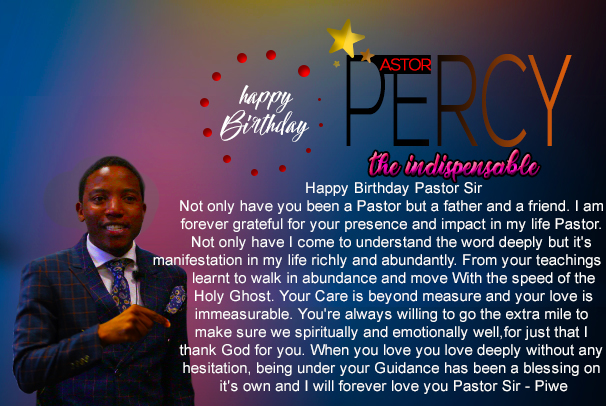 happy
Birthday
PASTOR
PERCY
the indispensable
Happy Birthday Pastor Sir
Not only have you been a Pastor but a father and a friend. I am
forever grateful for your presence and impact in my life Pastor.
Not only have I come to understand the word deeply but it's
manifestation in my life richly and abundantly. From your teachings I
learnt to walk in abundance and move With the speed of the
Holy Ghost. Your Care is beyond measure and your love is
immeasurable. You're always willing to go the extra mile to
make sure we spiritually and emotionally well,for just that I
thank God for you. When you love you love deeply without any
hesitation, being under your Guidance has been a blessing on
it's own and I will forever love you Pastor Sir - Piwe